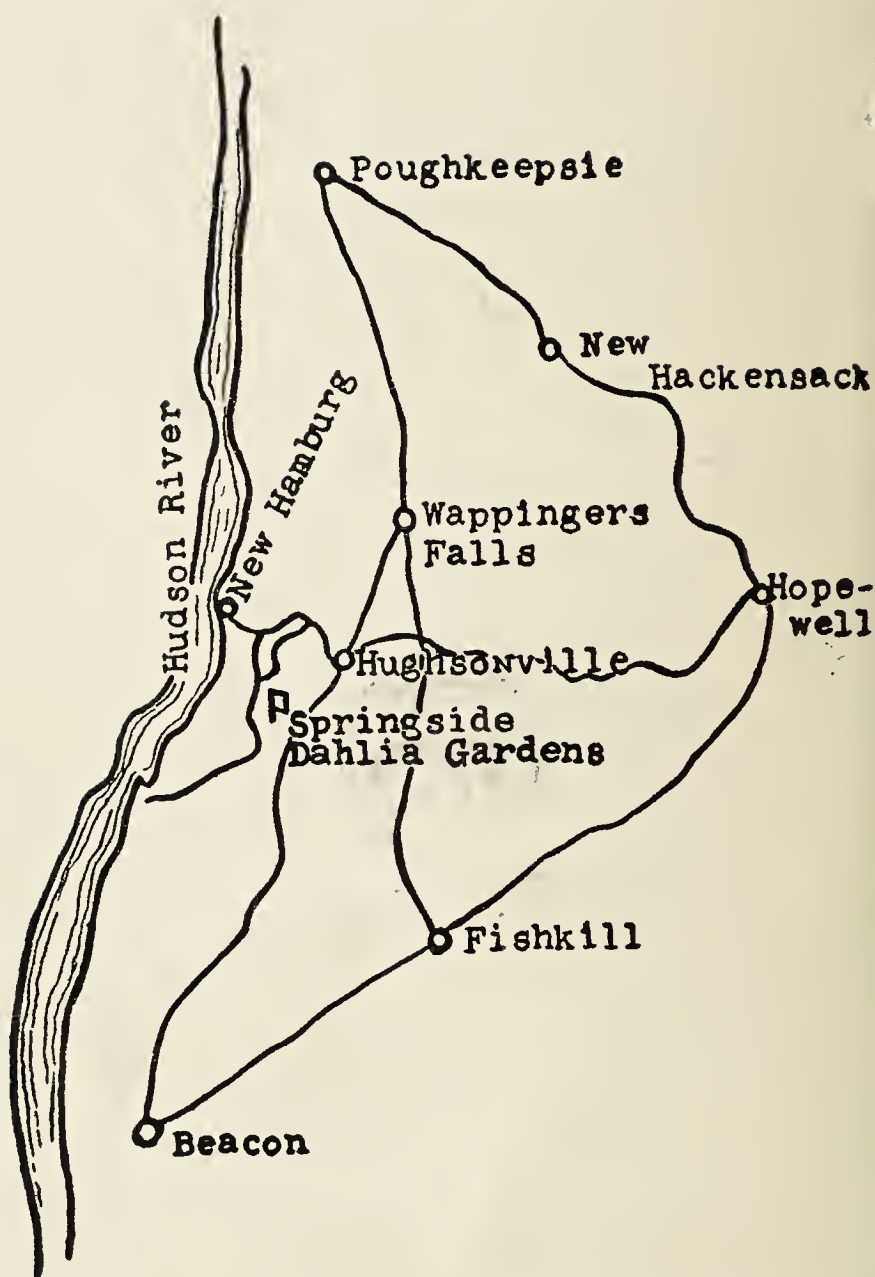 Poughkeepsie
New
Hackensack
Hudson River
New Hamburg
Wappingers
Falls
Hope-
well
Hughsonville
Springside
Dahlia Gardens
Fishkill
Beacon